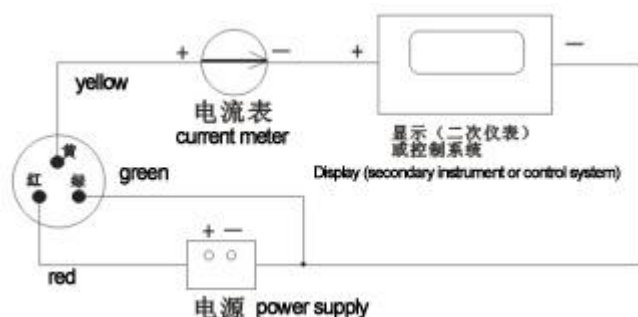 + — + —
yellow
电流表
current meter
显示（二次仪表）
或控制系统
Display (secondary instrument or control system)
黄
红 绿
green
+ —
red
电源 power supply